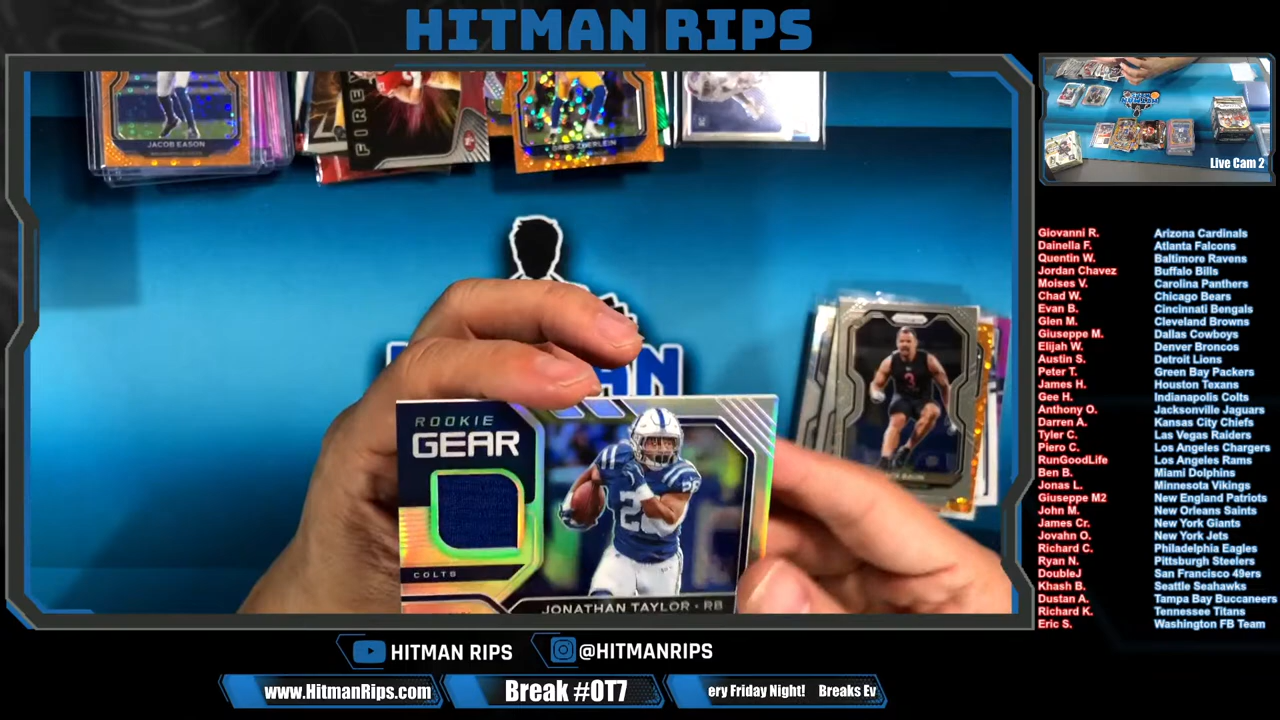 HITMAN RIPS
JACOB EASON
FIRE
GREG ZUERLEIN
Live Cam 2
ROOKIE
GEAR
COLTS
JONATHAN TAYLOR • RB
26
Giovanni R. Arizona Cardinals
Dainella F. Atlanta Falcons
Quentin W. Baltimore Ravens
Jordan Chavez Buffalo Bills
Moises V. Carolina Panthers
Chad W. Chicago Bears
Evan B. Cincinnati Bengals
Glen M. Cleveland Browns
Giuseppe M. Dallas Cowboys
Elijah W. Denver Broncos
Austin S. Detroit Lions
Peter T. Green Bay Packers
James H. Houston Texans
Gee H. Indianapolis Colts
Anthony O. Jacksonville Jaguars
Darren A. Kansas City Chiefs
Tyler C. Las Vegas Raiders
Piero C. Los Angeles Chargers
RunGoodLife Los Angeles Rams
Ben B. Miami Dolphins
Jonas L. Minnesota Vikings
Giuseppe M2 New England Patriots
John M. New Orleans Saints
James Cr. New York Giants
Jovahn O. New York Jets
Richard C. Philadelphia Eagles
Ryan N. Pittsburgh Steelers
DoubleJ San Francisco 49ers
Khash B. Seattle Seahawks
Dustan A. Tampa Bay Buccaneers
Richard K. Tennessee Titans
Eric S. Washington FB Team
HITMAN RIPS @HITMANRIPS
www.HitmanRips.com Break #017 ery Friday Night! Breaks Ev